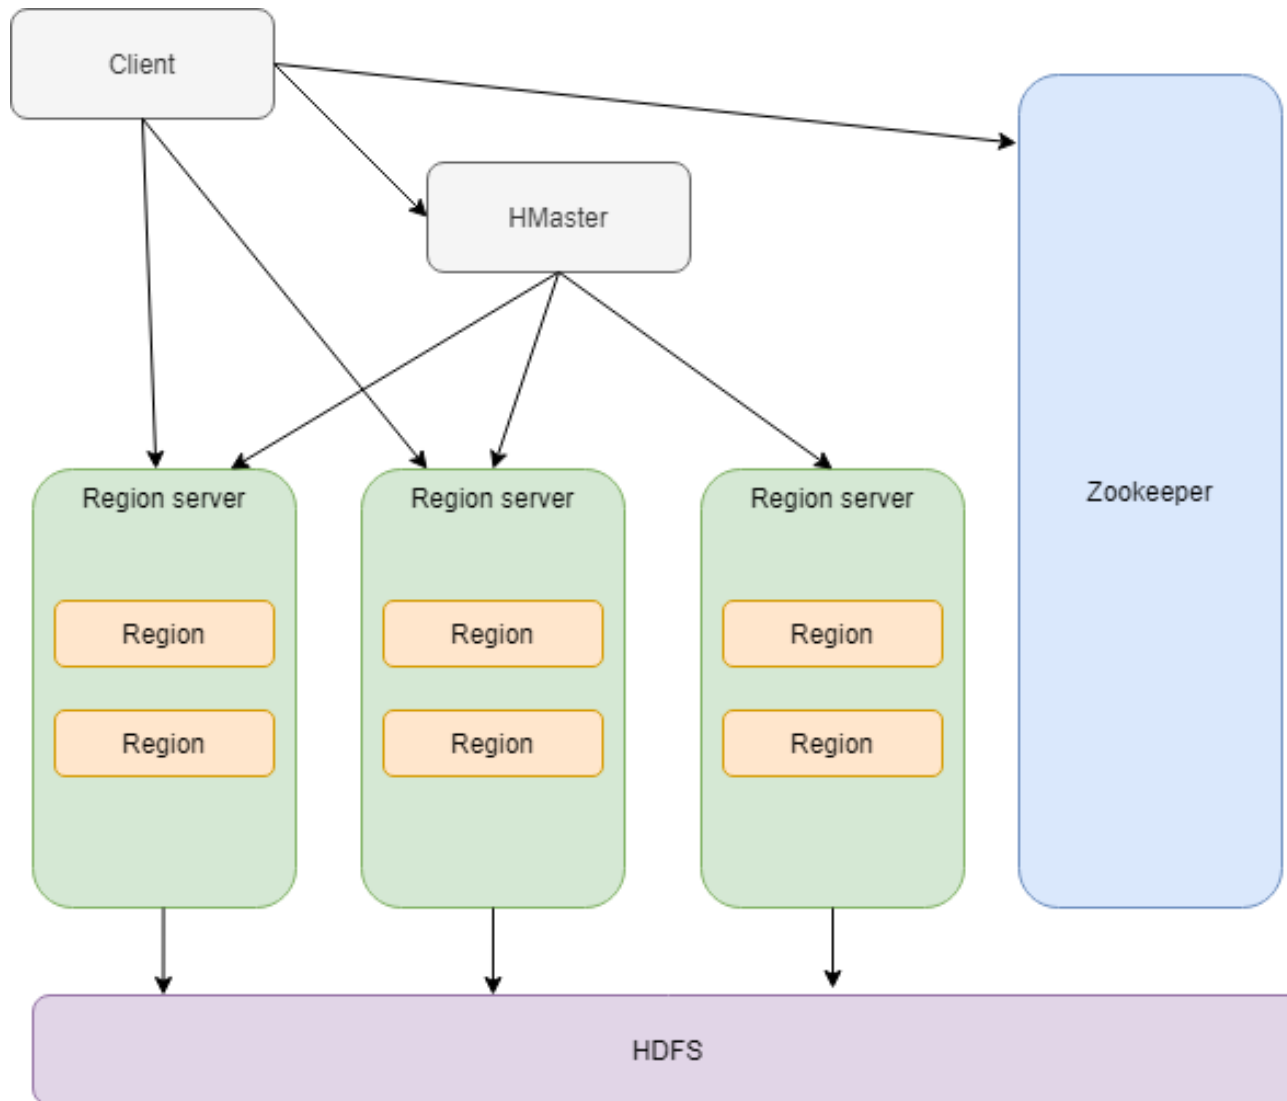 Client
HMaster
Region server
Region server
Region server
Zookeeper
Region
Region
Region
Region
Region
Region
HDFS